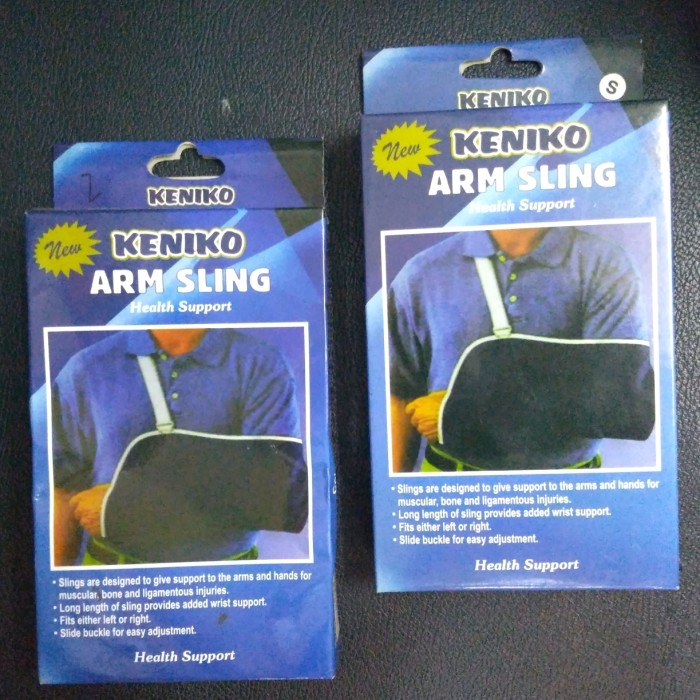 2
KENIKO
New
KENIKO
ARM SLING
Health Support
• Slings are designed to give support to the arms and hands for
muscular, bone and ligamentous injuries.
• Long length of sling provides added wrist support.
• Fits either left or right.
• Slide buckle for easy adjustment.
Health Support
S
KENIKO
New
KENIKO
ARM SLING
Health Support
• Slings are designed to give support to the arms and hands for
muscular, bone and ligamentous injuries.
• Long length of sling provides added wrist support.
• Fits either left or right.
• Slide buckle for easy adjustment.
Health Support